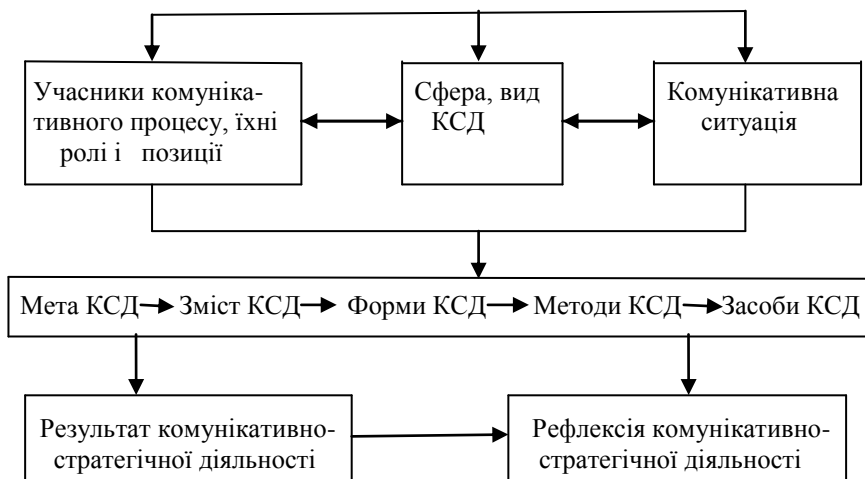 Учасники комуніка-
тивного процесу, їхні
ролі і позиції
Сфера, вид
КСД
Комунікативна
ситуація
Мета КСД Зміст КСД Форми КСД Методи КСД Засоби КСД
Результат комунікативно-
стратегічної діяльності
Рефлексія комунікативно-
стратегічної діяльності